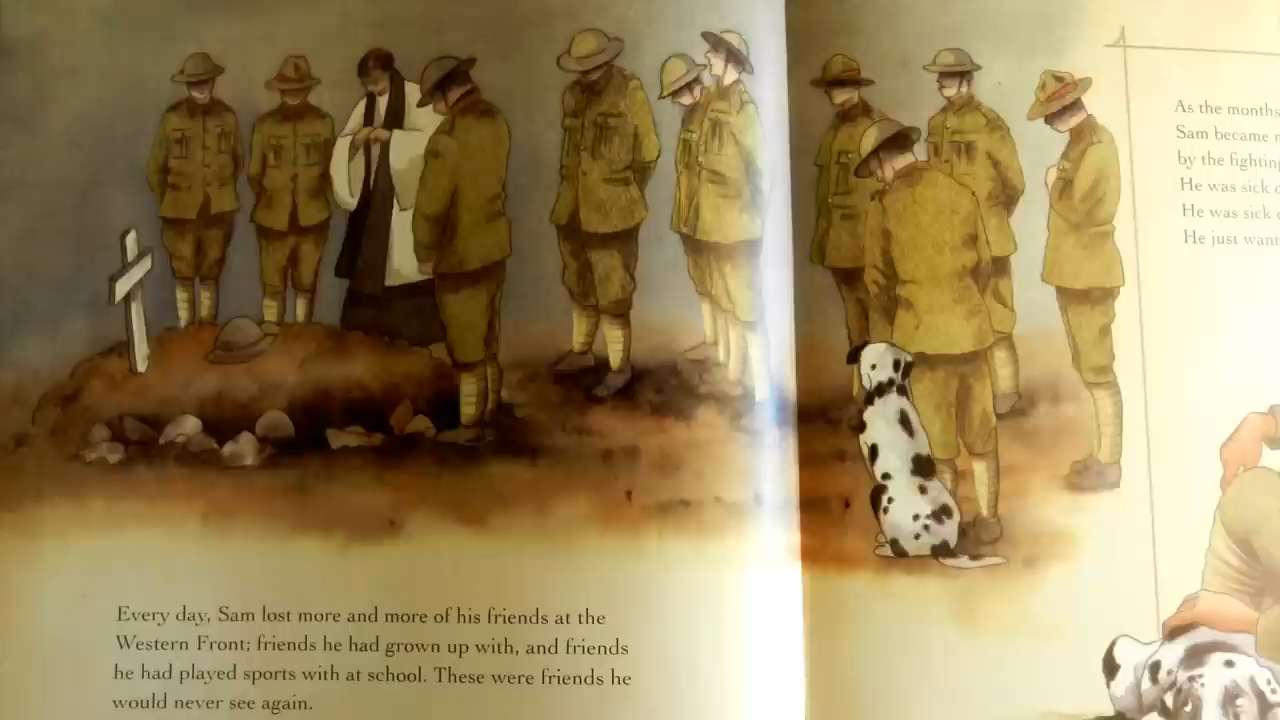 Every day, Sam lost more and more of his friends at the
Western Front; friends he had grown up with, and friends
he had played sports with at school. These were friends he
would never see again.
As the months
Sam became
by the fighting
He was sick
He was sick
He just want